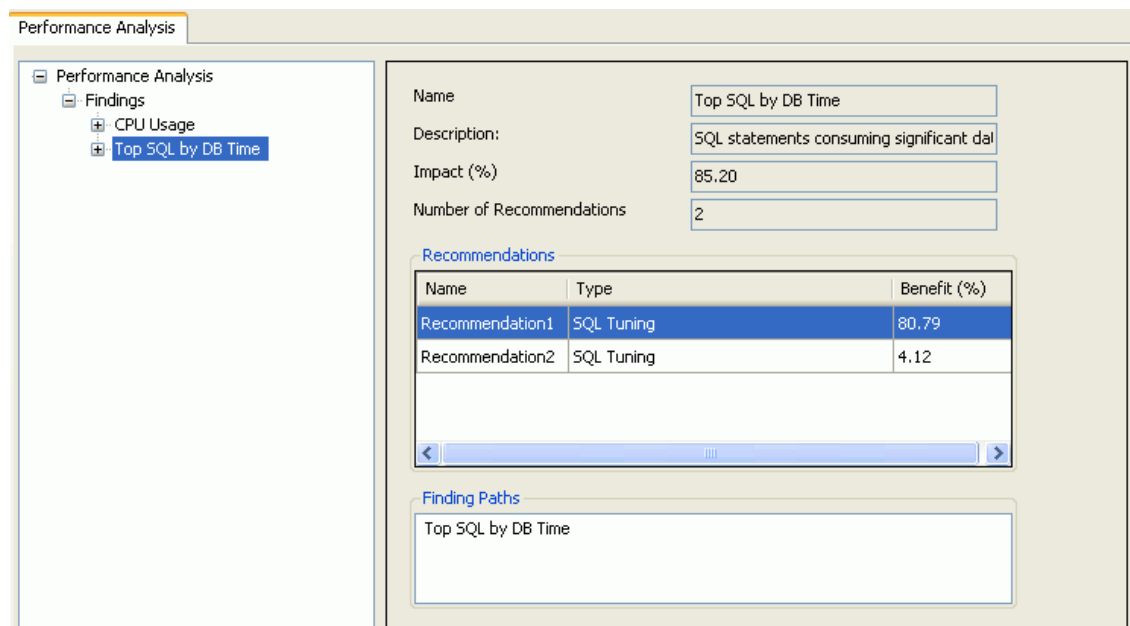 Performance Analysis
Performance Analysis
Findings
CPU Usage
Top SQL by DB Time
Name
Top SQL by DB Time
Description:
SQL statements consuming significant dat
Impact (%)
85.20
Number of Recommendations
2
Recommendations
Name Type Benefit (%)
Recommendation1 SQL Tuning 80.79
Recommendation2 SQL Tuning 4.12
Finding Paths
Top SQL by DB Time